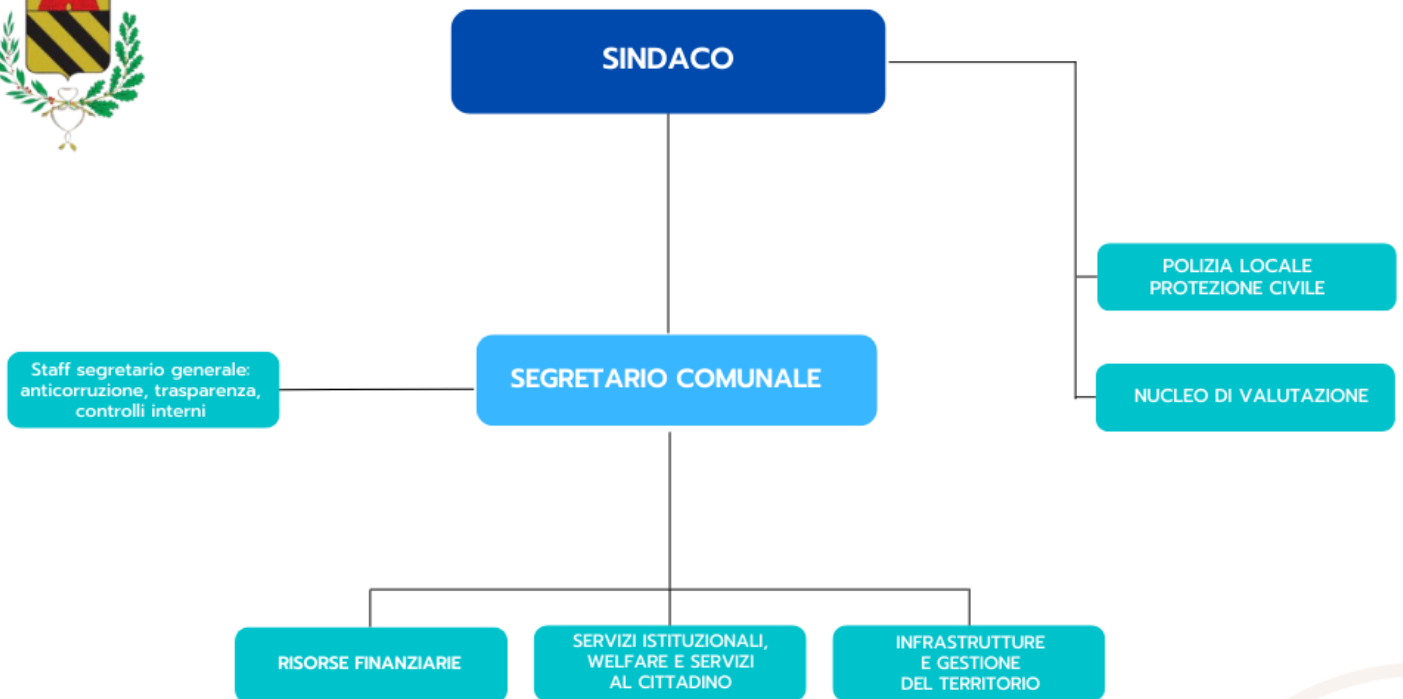 SINDACO
POLIZIA LOCALE
PROTEZIONE CIVILE
Staff segretario generale:
anticorruzione, trasparenza,
controlli interni
SEGRETARIO COMUNALE
NUCLEO DI VALUTAZIONE
RISORSE FINANZIARIE
SERVIZI ISTITUZIONALI,
WELFARE E SERVIZI
AL CITTADINO
INFRASTRUTTURE
E GESTIONE
DEL TERRITORIO